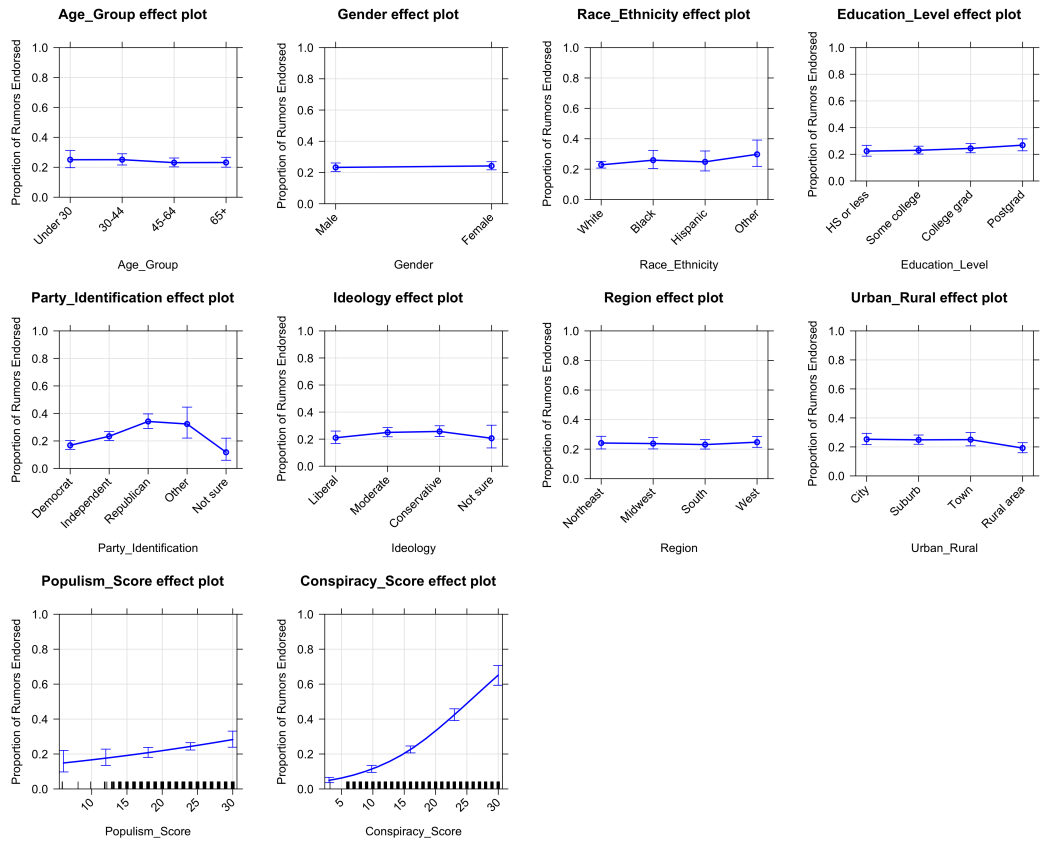 Age_Group effect plot
Proportion of Rumors Endorsed
1.0
0.8
0.6
0.4
0.2
0.0
Under 30
30-44
45-64
65+
Age_Group
Gender effect plot
Proportion of Rumors Endorsed
1.0
0.8
0.6
0.4
0.2
0.0
Male
Female
Gender
Race_Ethnicity effect plot
Proportion of Rumors Endorsed
1.0
0.8
0.6
0.4
0.2
0.0
White
Black
Hispanic
Other
Race_Ethnicity
Education_Level effect plot
Proportion of Rumors Endorsed
1.0
0.8
0.6
0.4
0.2
0.0
HS or less
Some college
College grad
Postgrad
Education_Level
Party_Identification effect plot
Proportion of Rumors Endorsed
1.0
0.8
0.6
0.4
0.2
0.0
Democrat
Independent
Republican
Other
Not sure
Party_Identification
Ideology effect plot
Proportion of Rumors Endorsed
1.0
0.8
0.6
0.4
0.2
0.0
Liberal
Moderate
Conservative
Not sure
Ideology
Region effect plot
Proportion of Rumors Endorsed
1.0
0.8
0.6
0.4
0.2
0.0
Northeast
Midwest
South
West
Region
Urban_Rural effect plot
Proportion of Rumors Endorsed
1.0
0.8
0.6
0.4
0.2
0.0
City
Suburb
Town
Rural area
Urban_Rural
Populism_Score effect plot
Proportion of Rumors Endorsed
1.0
0.8
0.6
0.4
0.2
0.0
10
15
20
25
30
Populism_Score
Conspiracy_Score effect plot
Proportion of Rumors Endorsed
1.0
0.8
0.6
0.4
0.2
0.0
5
10
15
20
25
30
Conspiracy_Score